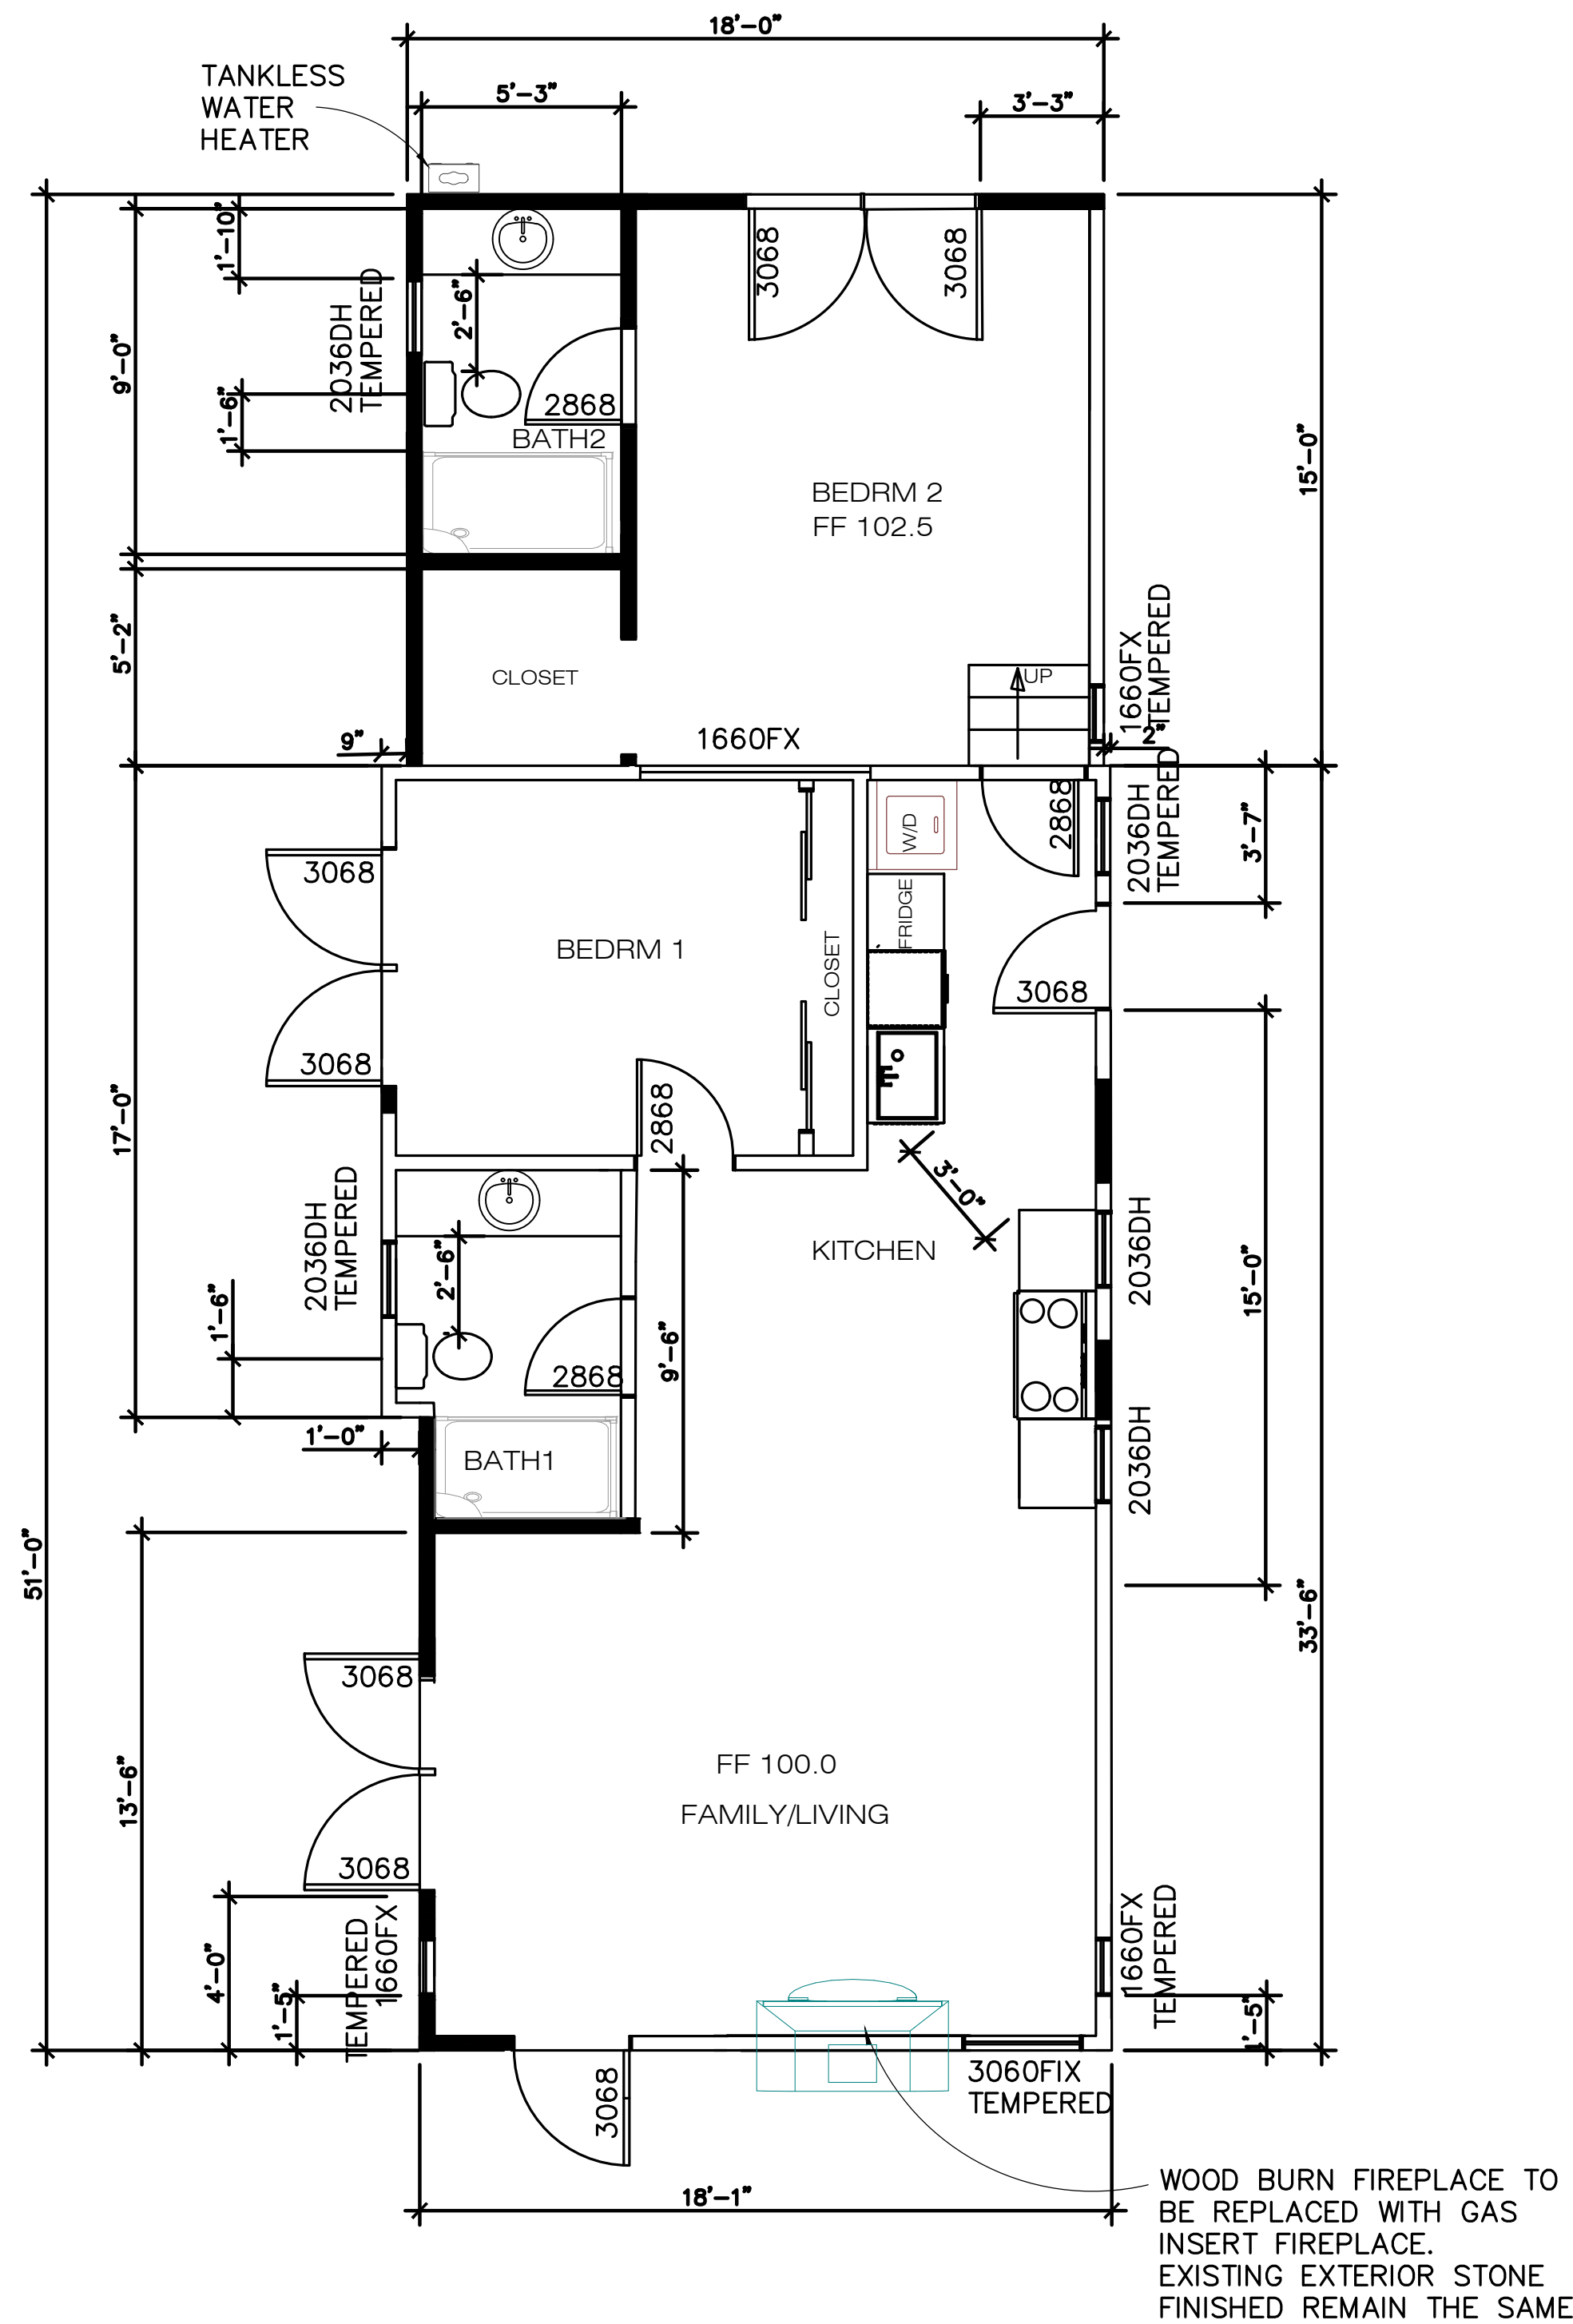 18'-0"
TANKLESS
WATER
HEATER
5'-3"
3'-3"
1'-10"
3068
3068
2036DH
TEMPERED
2'-6"
9'-0"
1'-6"
2868
BATH2
15'-0"
BEDRM 2
FF 102.5
5'-2"
CLOSET
UP
1660FX
TEMPERED
9"
1660FX
2"
2036DH
TEMPERED
3068
W/D
2868
3'-7"
FRIDGE
BEDRM 1
CLOSET
3068
3068
2868
17'-0"
3'-0"
2036DH
TEMPERED
2'-6"
KITCHEN
2036DH
1'-6"
15'-0"
9'-6"
2868
1'-0"
BATH1
2036DH
51'-0"
33'-6"
3068
FF 100.0
13'-6"
FAMILY/LIVING
3068
TEMPERED
1660FX
1660FX
TEMPERED
4'-0"
1'-5"
1'-5"
3068
3060FIX
TEMPERED
18'-1"
WOOD BURN FIREPLACE TO
BE REPLACED WITH GAS
INSERT FIREPLACE.
EXISTING EXTERIOR STONE
FINISHED REMAIN THE SAME